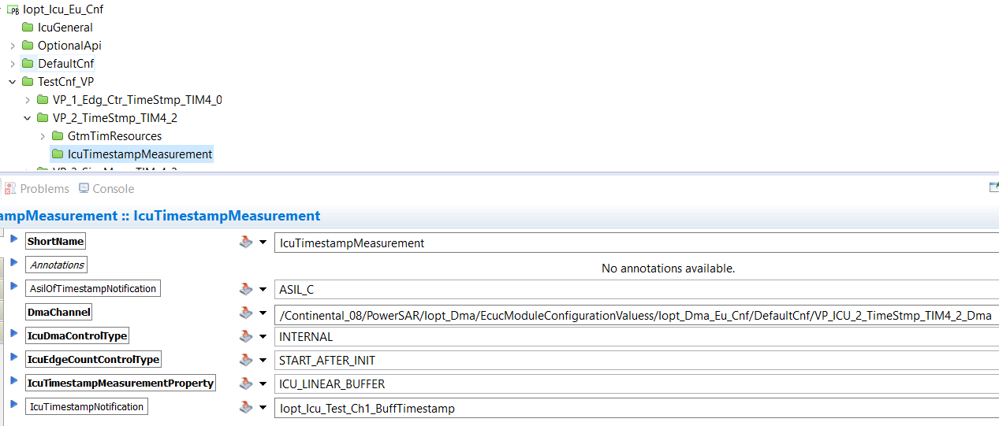 Iopt_Icu_Eu_Cnf
IcuGeneral
OptionalApi
DefaultCnf
TestCnf_VP
VP_1_Edg_Ctr_TimeStmp_TIM4_0
VP_2_TimeStmp_TIM4_2
GtmTimResources
IcuTimestampMeasurement
Problems Console
ampMeasurement :: IcuTimestampMeasurement
ShortName IcuTimestampMeasurement
Annotations No annotations available.
AsilOfTimestampNotification ASIL_C
DmaChannel /Continental_08/PowerSAR/Iopt_Dma/EcucModuleConfigurationValuess/Iopt_Dma_Eu_Cnf/DefaultCnf/VP_ICU_2_TimeStmp_TIM4_2_Dma
IcuDmaControlType INTERNAL
IcuEdgeCountControlType START_AFTER_INIT
IcuTimestampMeasurementProperty ICU_LINEAR_BUFFER
IcuTimestampNotification Iopt_Icu_Test_Ch1_BuffTimestamp